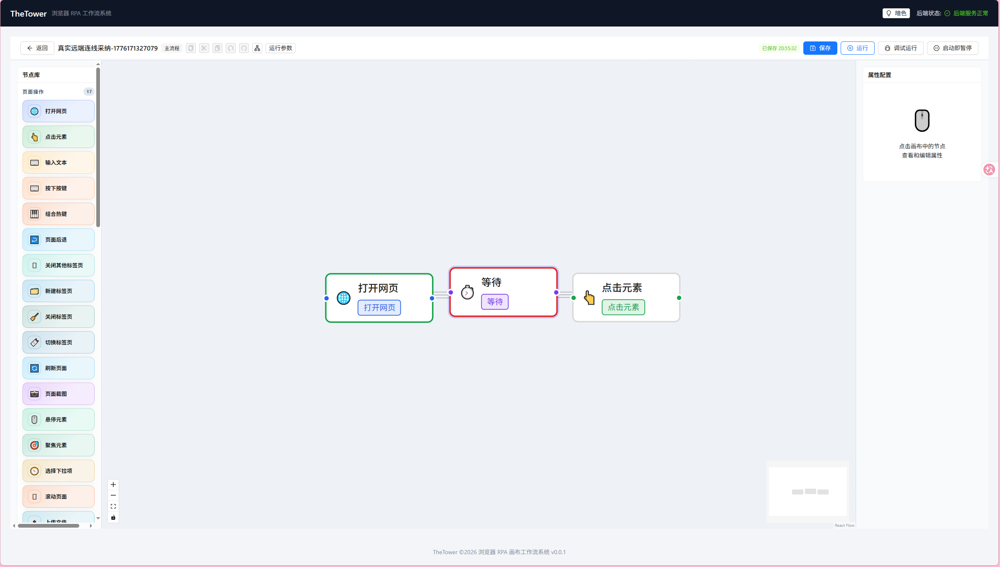 TheTower 浏览器 RPA 工作流系统
暗色 后端状态: 后端服务正常
返回 真实远端连线采纳-1776171327079 主流程 运行参数
已保存 20:55:32 保存 运行 调试运行 启动即暂停
节点库
页面操作 17
打开网页
点击元素
输入文本
按下按键
组合热键
页面后退
关闭其他标签页
新建标签页
关闭标签页
切换标签页
刷新页面
页面截图
悬停元素
聚焦元素
选择下拉项
滚动页面
上传文件
打开网页
打开网页
等待
等待
点击元素
点击元素
属性配置
点击画布中的节点
查看和编辑属性
React Flow
TheTower ©2026 浏览器 RPA 画布工作流系统 v0.0.1